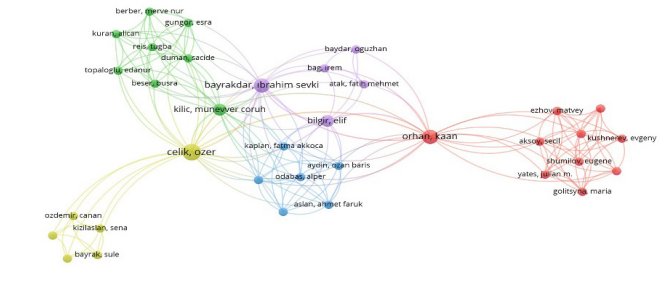 berber, merve nur
gungor, esra
kuran, alican
reis, tugba
duman, sacide
topaloglu, edanur
beser, busra
baydar, oguzhan
bag, irem
bayrakdar, ibrahim sevki
atak, fatih mehmet
kilic, munevver coruh
bilgir, elif
ezhov, matvey
orhan, kaan
aksoy, secil
kushnerev, evgeny
kaplan, fatma akkoca
celik, ozer
aydin, ozan baris
shumilov, eugene
odabas, alper
yates, julian m.
golitsyna, maria
aslan, ahmet faruk
ozdemir, canan
kizilaslan, sena
bayrak, sule